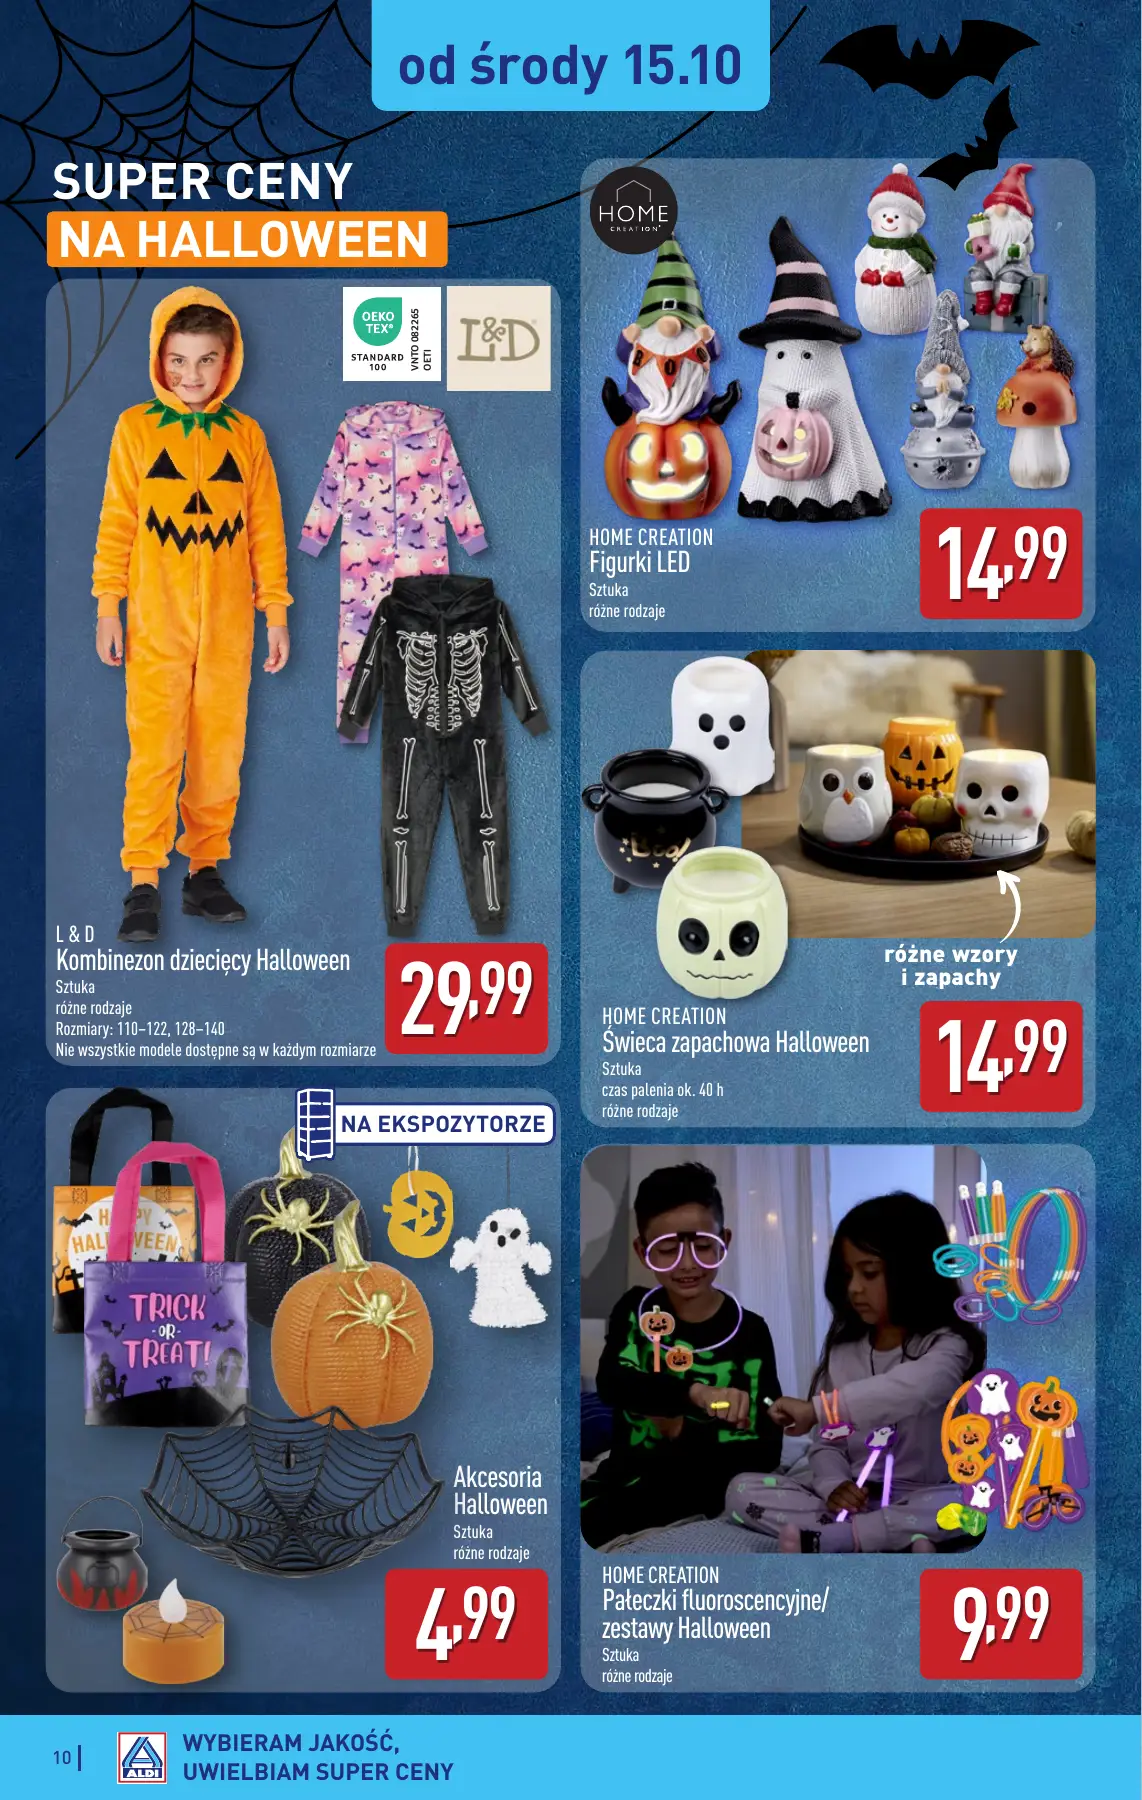 od środy 15.10
SUPER CENY
NA HALLOWEEN
OEKO
TEX®
STANDARD
100
VNTO 082265
OETI
L&D®
L & D
Kombinezon dziecięcy Halloween
Sztuka
różne rodzaje
Rozmiary: 110–122, 128–140
Nie wszystkie modele dostępne są w każdym rozmiarze
29,99
HOME
CREATION®
BOO
HOME CREATION
Figurki LED
Sztuka
różne rodzaje
14,99
Boo!
różne wzory
i zapachy
HOME CREATION
Świeca zapachowa Halloween
Sztuka
czas palenia ok. 40 h
różne rodzaje
14,99
NA EKSPOZYTORZE
HAPPY
HALLOWEEN
TRICK
-OR-
TREAT!
Akcesoria
Halloween
Sztuka
różne rodzaje
4,99
HOME CREATION
Pałeczki fluoroscencyjne/
zestawy Halloween
Sztuka
różne rodzaje
9,99
10
ALDI
WYBIERAM JAKOŚĆ,
UWIELBIAM SUPER CENY